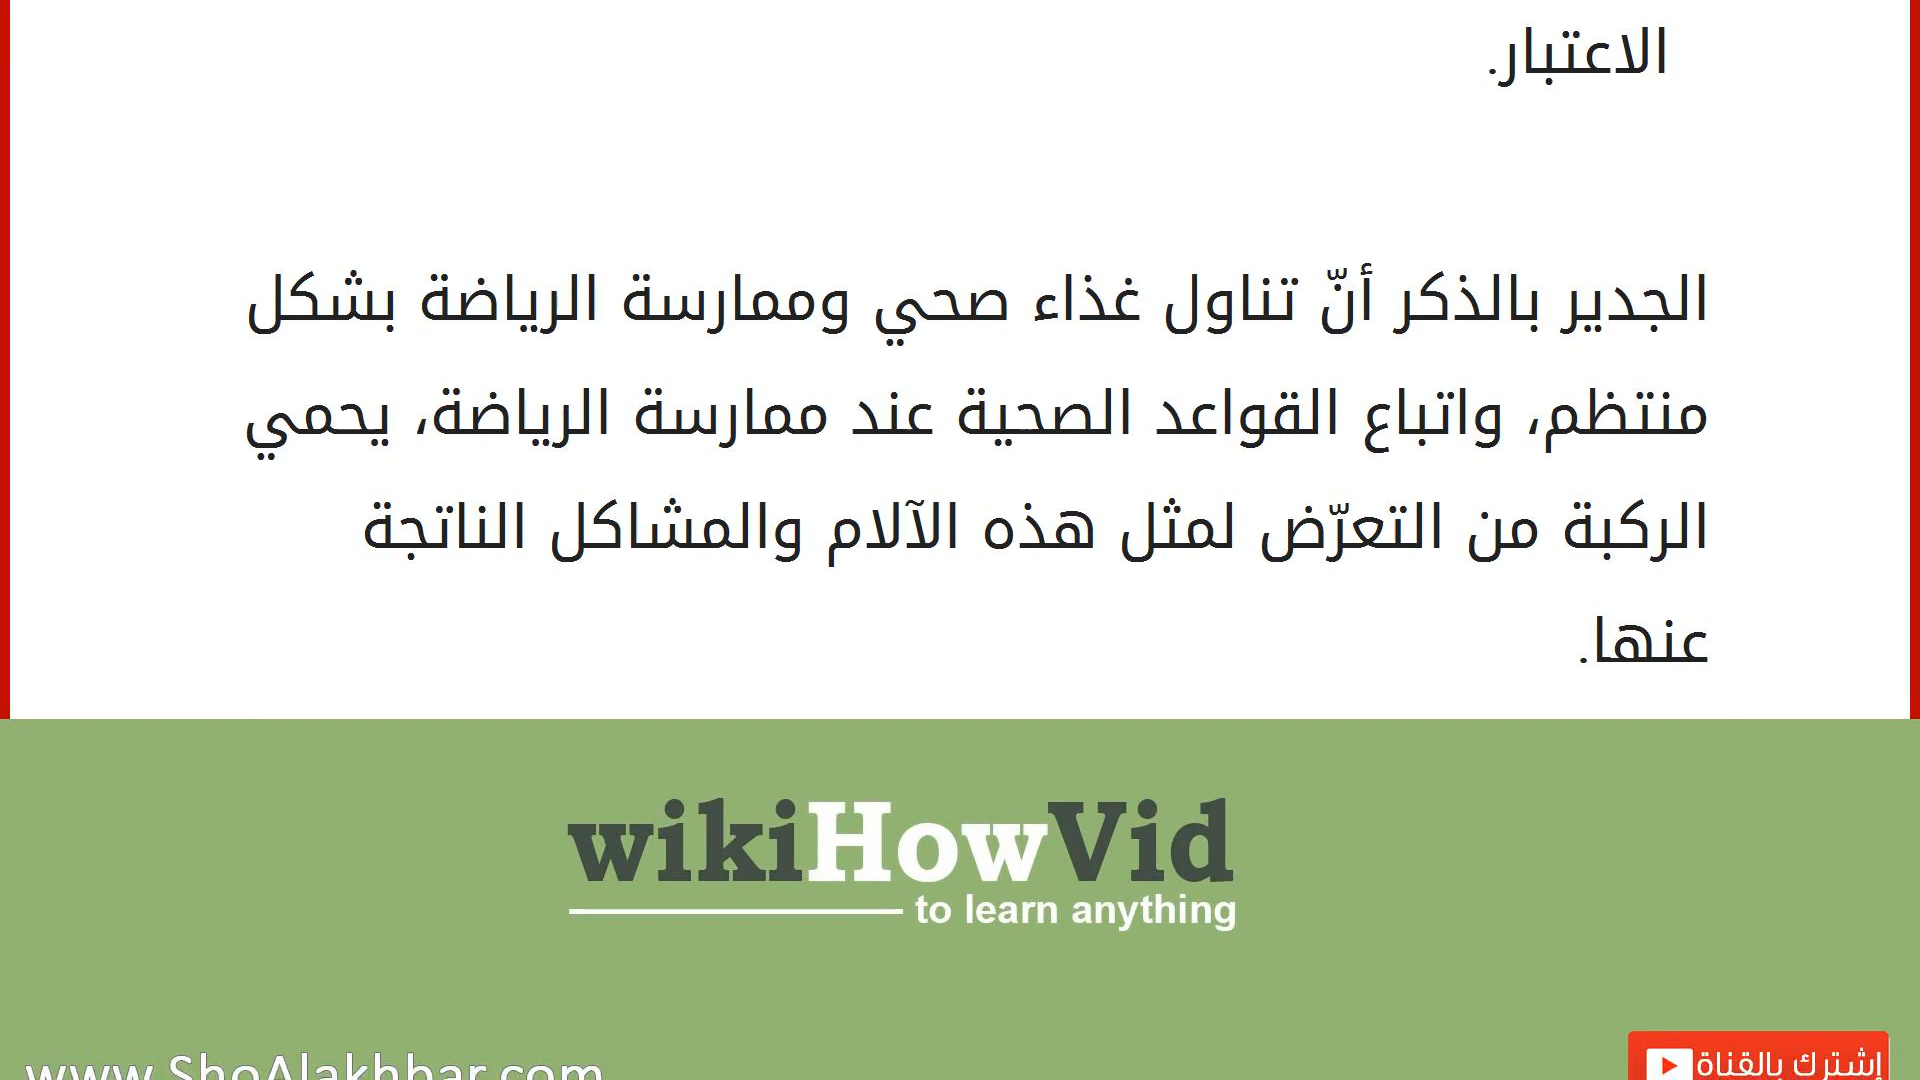 الاعتبار.
الجدير بالذكر أنّ تناول غذاء صحي وممارسة الرياضة بشكل
منتظم، واتباع القواعد الصحية عند ممارسة الرياضة، يحمي
الركبة من التعرّض لمثل هذه الآلام والمشاكل الناتجة
عنها.
wikiHowVid
to learn anything
www.ShoAlakhbar.com
إشترك بالقناة